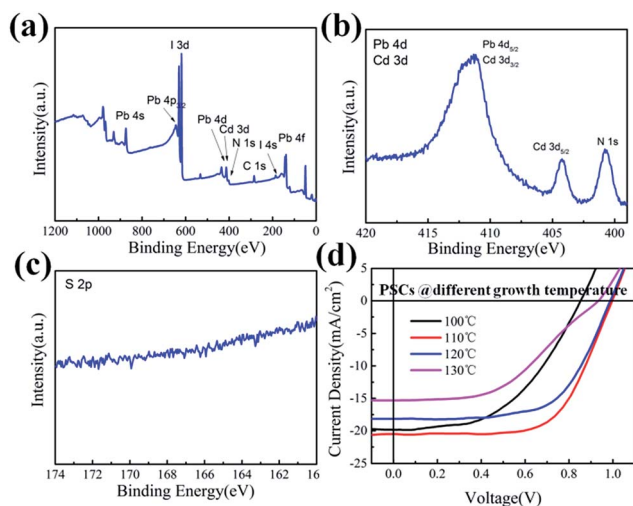 (a)
I 3d
Pb 4s
Pb 4p3/2
Pb 4d
Cd 3d
N 1s
I 4s
C 1s
Pb 4f
Intensity(a.u.)
1200 1000 800 600 400 200 0
Binding Energy(eV)
(b)
Pb 4d
Cd 3d
Pb 4d5/2
Cd 3d3/2
Cd 3d5/2
N 1s
Intensity(a.u.)
420 415 410 405 400
Binding Energy(eV)
(c)
S 2p
Intensity(a.u.)
174 172 170 168 166 164 162 16
Binding Energy(eV)
(d)
PSCs @different growth temperature
100℃
110℃
120℃
130℃
Current Density(mA/cm²)
5
0
-5
-10
-15
-20
-25
0.0 0.2 0.4 0.6 0.8 1.0
Voltage(V)